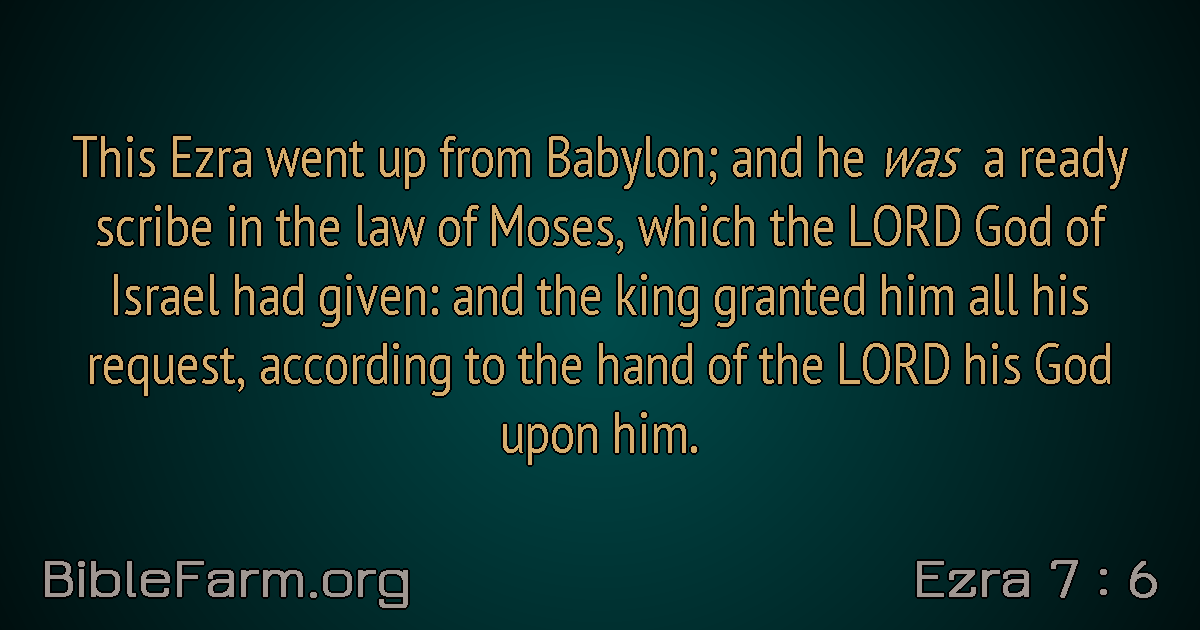 This Ezra went up from Babylon; and he was a ready
scribe in the law of Moses, which the LORD God of
Israel had given: and the king granted him all his
request, according to the hand of the LORD his God
upon him.
BibleFarm.org
Ezra 7 : 6